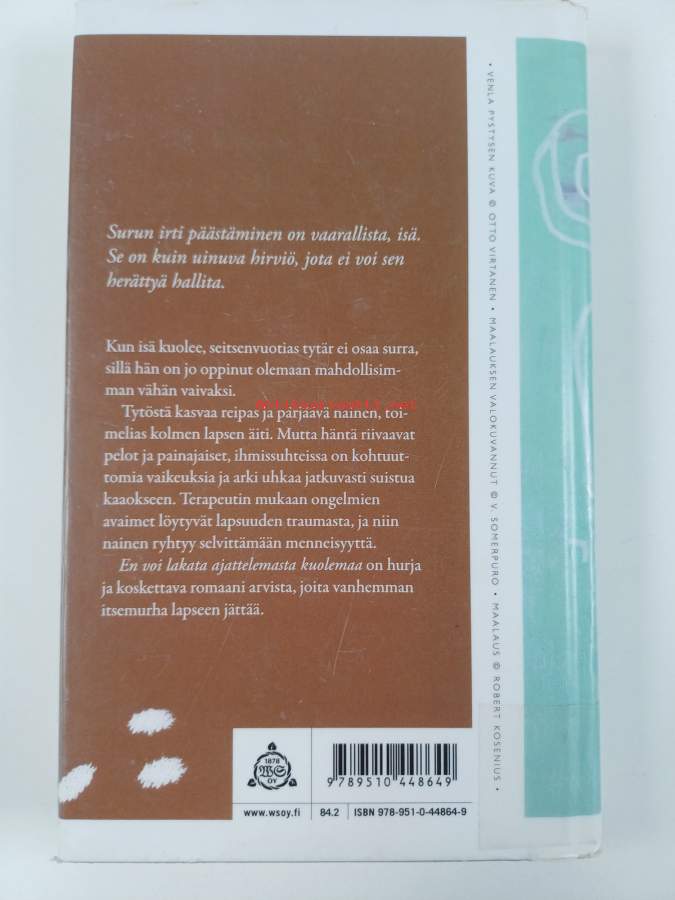 Surun irti päästäminen on vaarallista, isä.
Se on kuin uinuva hirviö, jota ei voi sen
herättyä hallita.
Kun isä kuolee, seitsenvuotias tytär ei osaa surra,
sillä hän on jo oppinut olemaan mahdollisim-
man vähän vaivaksi.
Tytöstä kasvaa reipas ja pärjäävä nainen, toi-
melias kolmen lapsen äiti. Mutta häntä riivaavat
pelot ja painajaiset, ihmissuhteissa on kohtuut-
tomia vaikeuksia ja arki uhkaa jatkuvasti suistua
kaaokseen. Terapeutin mukaan ongelmien
avaimet löytyvät lapsuuden traumasta, ja niin
nainen ryhtyy selvittämään menneisyyttä.
En voi lakata ajattelemasta kuolemaa on hurja
ja koskettava romaani arvista, joita vanhemman
itsemurha lapseen jättää.
1878
WS
OY
9 789510 448649
www.wsoy.fi | 84.2 | ISBN 978-951-0-44864-9
• VENLA PYSTYSEN KUVA © OTTO VIRTANEN • MAALAUKSEN VALOKUVANNUT © V. SOMERPURO • MAALAUS © ROBERT KOSENIUS •